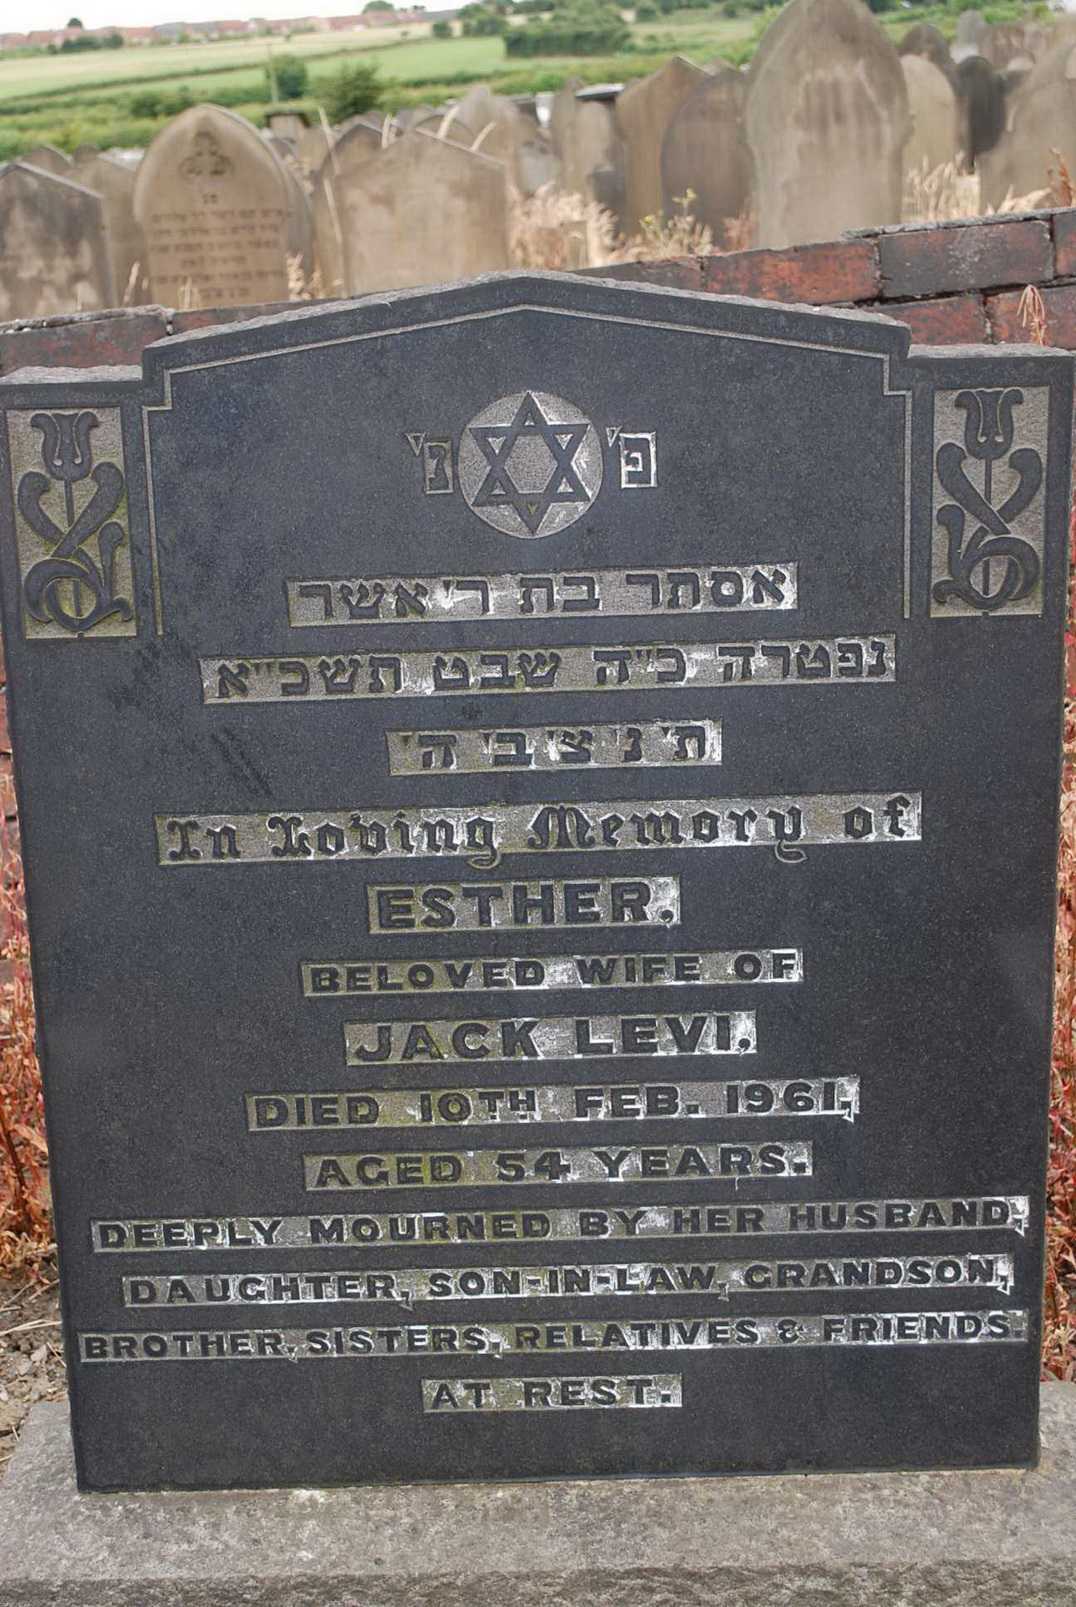 פ' נ'
אסתר בת ר' אשר
נפטרה כ"ה שבט תשכ"א
ת' נ' צ' ב' ה'
In Loving Memory of
ESTHER,
BELOVED WIFE OF
JACK LEVI,
DIED 10TH FEB. 1961,
AGED 54 YEARS.
DEEPLY MOURNED BY HER HUSBAND,
DAUGHTER, SON-IN-LAW, GRANDSON,
BROTHER, SISTERS, RELATIVES & FRIENDS.
AT REST.